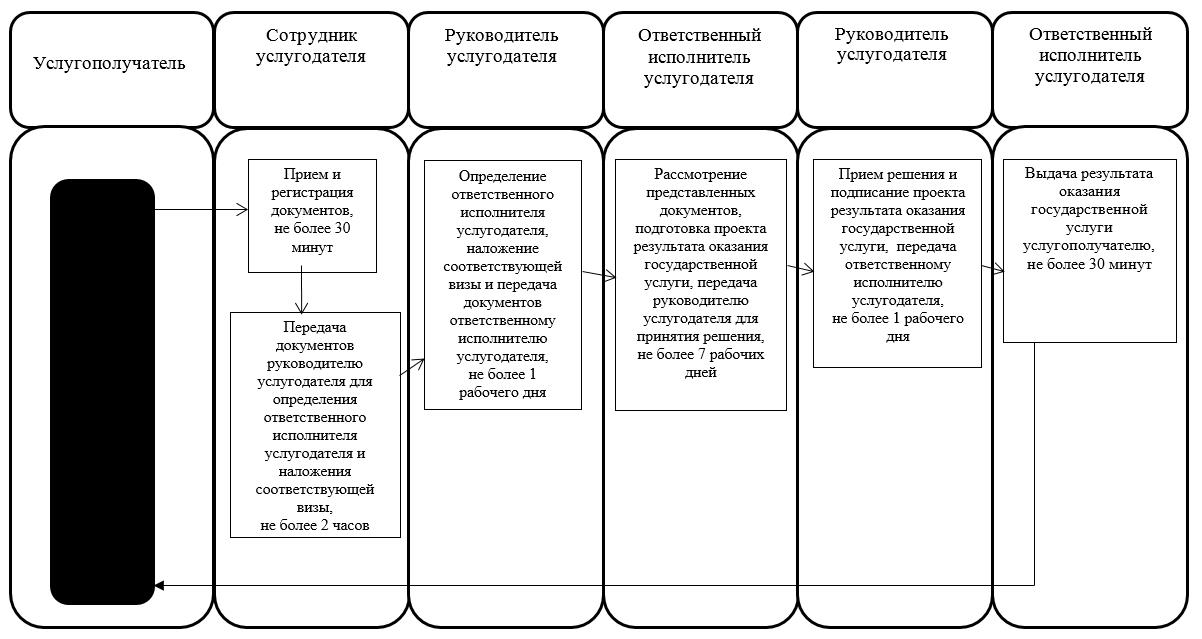 Услугополучатель
Сотрудник
услугодателя
Руководитель
услугодателя
Ответственный
исполнитель
услугодателя
Руководитель
услугодателя
Ответственный
исполнитель
услугодателя
Прием и
регистрация
документов,
не более 30
минут
Передача
документов
руководителю
услугодателя для
определения
ответственного
исполнителя
услугодателя и
наложения
соответствующей
визы,
не более 2 часов
Определение
ответственного
исполнителя
услугодателя,
наложение
соответствующей
визы и передача
документов
ответственному
исполнителю
услугодателя,
не более 1
рабочего дня
Рассмотрение
представленных
документов,
подготовка проекта
результата оказания
государственной
услуги, передача
руководителю
услугодателя для
принятия решения,
не более 7 рабочих
дней
Прием решения и
подписание проекта
результата оказания
государственной
услуги, передача
ответственному
исполнителю
услугодателя,
не более 1 рабочего
дня
Выдача результата
оказания
государственной
услуги
услугополучателю,
не более 30 минут